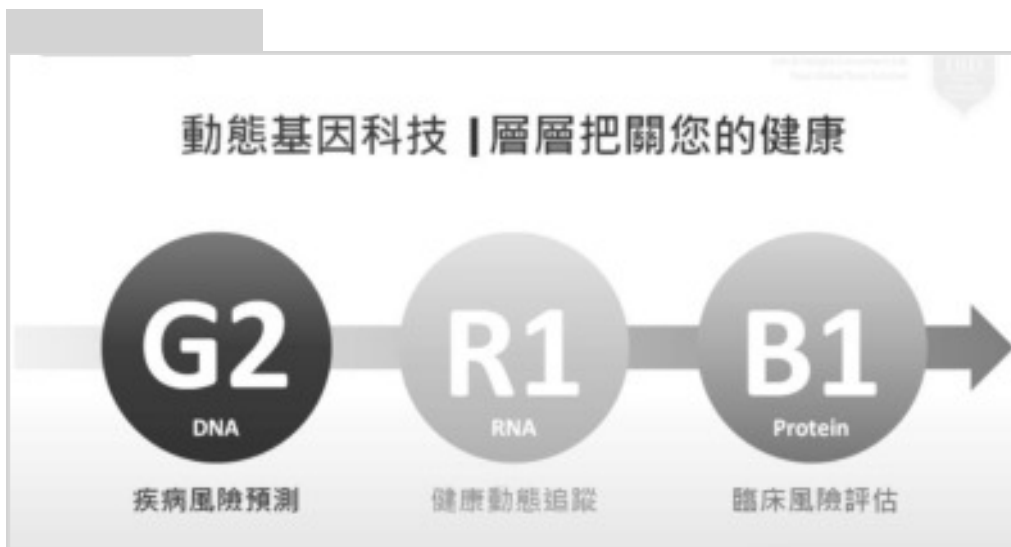 動態基因科技 | 層層把關您的健康
G2
DNA
疾病風險預測
R1
RNA
健康動態追蹤
B1
Protein
臨床風險評估